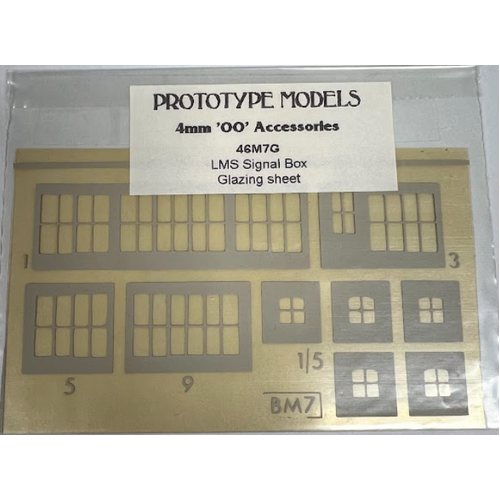 PROTOTYPE MODELS
4mm 'OO' Accessories
46M7G
LMS Signal Box
Glazing sheet
1
3
5
9
1/5
BM7